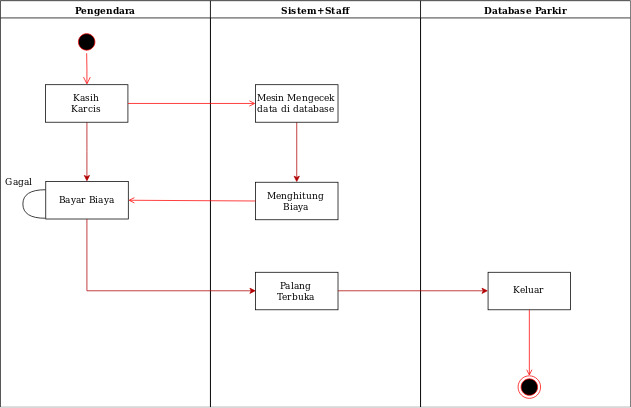 Pengendara
Sistem+Staff
Database Parkir
Kasih
Karcis
Mesin Mengecek
data di database
Gagal
Bayar Biaya
Menghitung
Biaya
Palang
Terbuka
Keluar